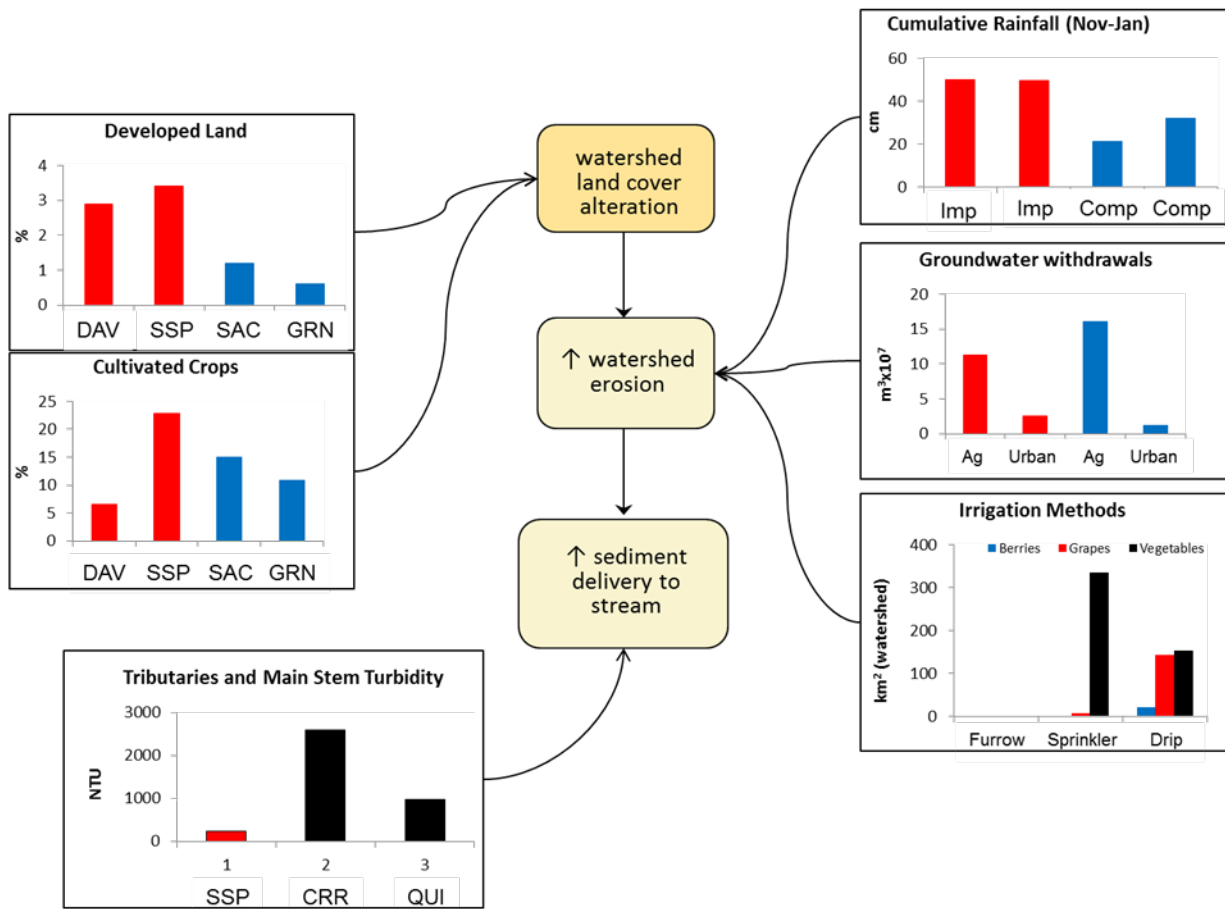 Developed Land
%
4
3
2
1
0
DAV SSP SAC GRN
Cultivated Crops
%
25
20
15
10
5
0
DAV SSP SAC GRN
watershed
land cover
alteration
↑ watershed
erosion
↑ sediment
delivery to
stream
Tributaries and Main Stem Turbidity
NTU
3000
2000
1000
0
1 2 3
SSP CRR QUI
Cumulative Rainfall (Nov-Jan)
cm
60
40
20
0
Imp Imp Comp Comp
Groundwater withdrawals
m³x10⁷
20
15
10
5
0
Ag Urban Ag Urban
Irrigation Methods
Berries Grapes Vegetables
km² (watershed)
400
300
200
100
0
Furrow Sprinkler Drip